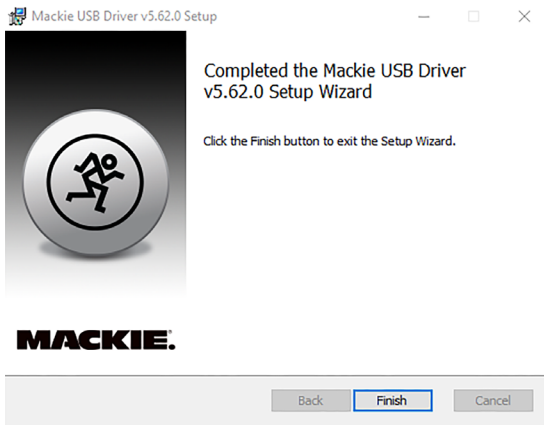 Mackie USB Driver v5.62.0 Setup
Completed the Mackie USB Driver
v5.62.0 Setup Wizard
Click the Finish button to exit the Setup Wizard.
MACKIE.
Back
Finish
Cancel